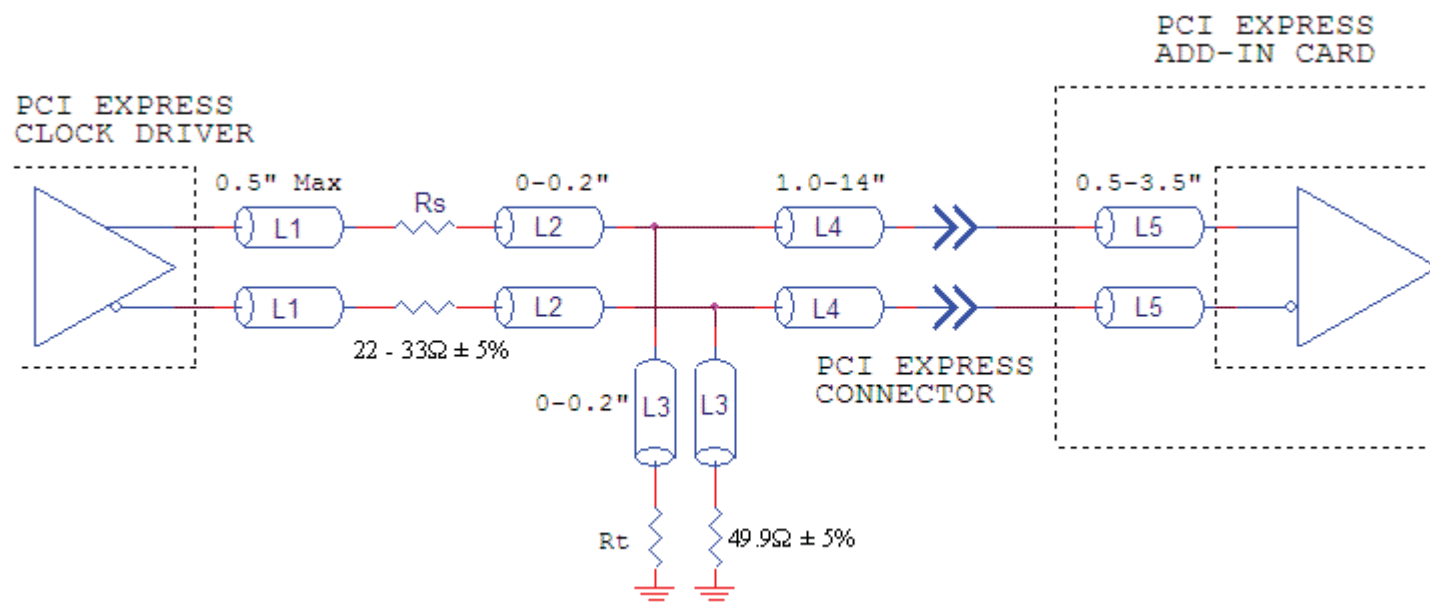 PCI EXPRESS
ADD-IN CARD
PCI EXPRESS
CLOCK DRIVER
0.5" Max
0-0.2"
1.0-14"
0.5-3.5"
L1
Rs
L2
L4
L5
L1
L2
L4
L5
22 - 33Ω ± 5%
PCI EXPRESS
CONNECTOR
0-0.2"
L3
L3
Rt
49.9Ω ± 5%